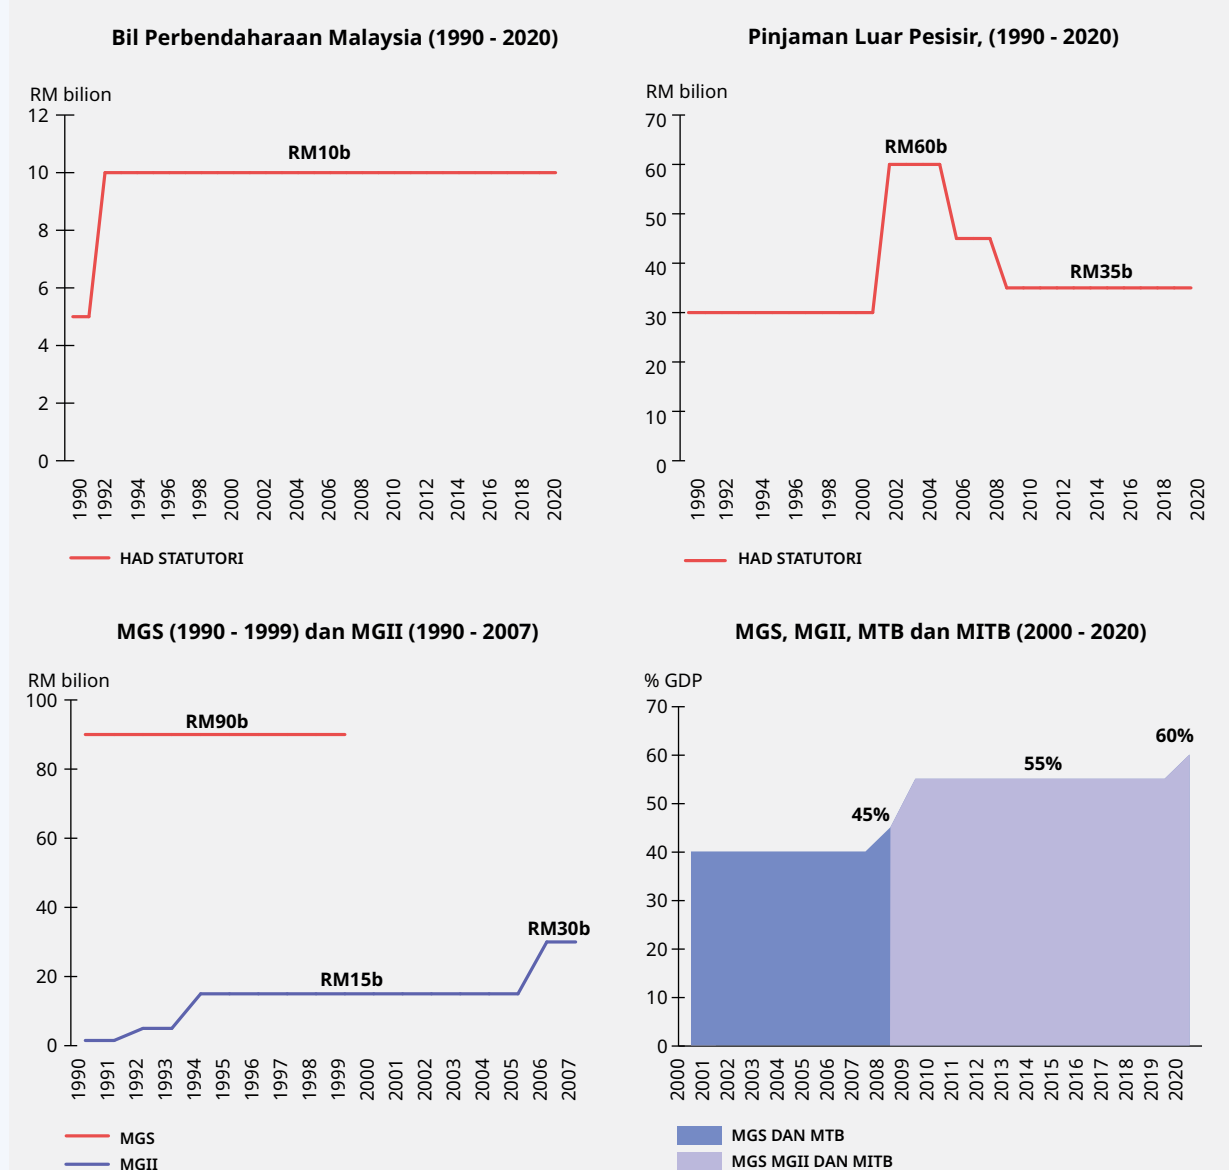 Bil Perbendaharaan Malaysia (1990 - 2020)
RM bilion
12
10
8
6
4
2
0
RM10b
1990 1992 1994 1996 1998 2000 2002 2004 2006 2008 2010 2012 2014 2016 2018 2020
HAD STATUTORI
Pinjaman Luar Pesisir, (1990 - 2020)
RM bilion
70
60
50
40
30
20
10
0
RM60b
RM35b
1990 1992 1994 1996 1998 2000 2002 2004 2006 2008 2010 2012 2014 2016 2018 2020
HAD STATUTORI
MGS (1990 - 1999) dan MGII (1990 - 2007)
RM bilion
100
80
60
40
20
0
RM90b
RM30b
RM15b
1990 1991 1992 1993 1994 1995 1996 1997 1998 1999 2000 2001 2002 2003 2004 2005 2006 2007
MGS
MGII
MGS, MGII, MTB dan MITB (2000 - 2020)
% GDP
70
60
50
40
30
20
10
0
60%
55%
45%
2000 2001 2002 2003 2004 2005 2006 2007 2008 2009 2010 2011 2012 2013 2014 2015 2016 2017 2018 2019 2020
MGS DAN MTB
MGS MGII DAN MITB